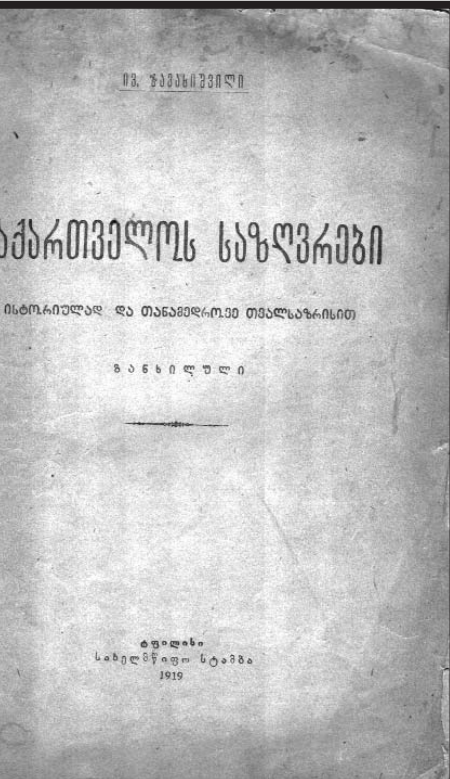 ივ. ჯავახიშვილი
აქართველოს საზღვრები
ისტორიულად და თანამედროვე თვალსაზრისით
განხილული
ტფილისი
სახელმწიფო სტამბა
1919